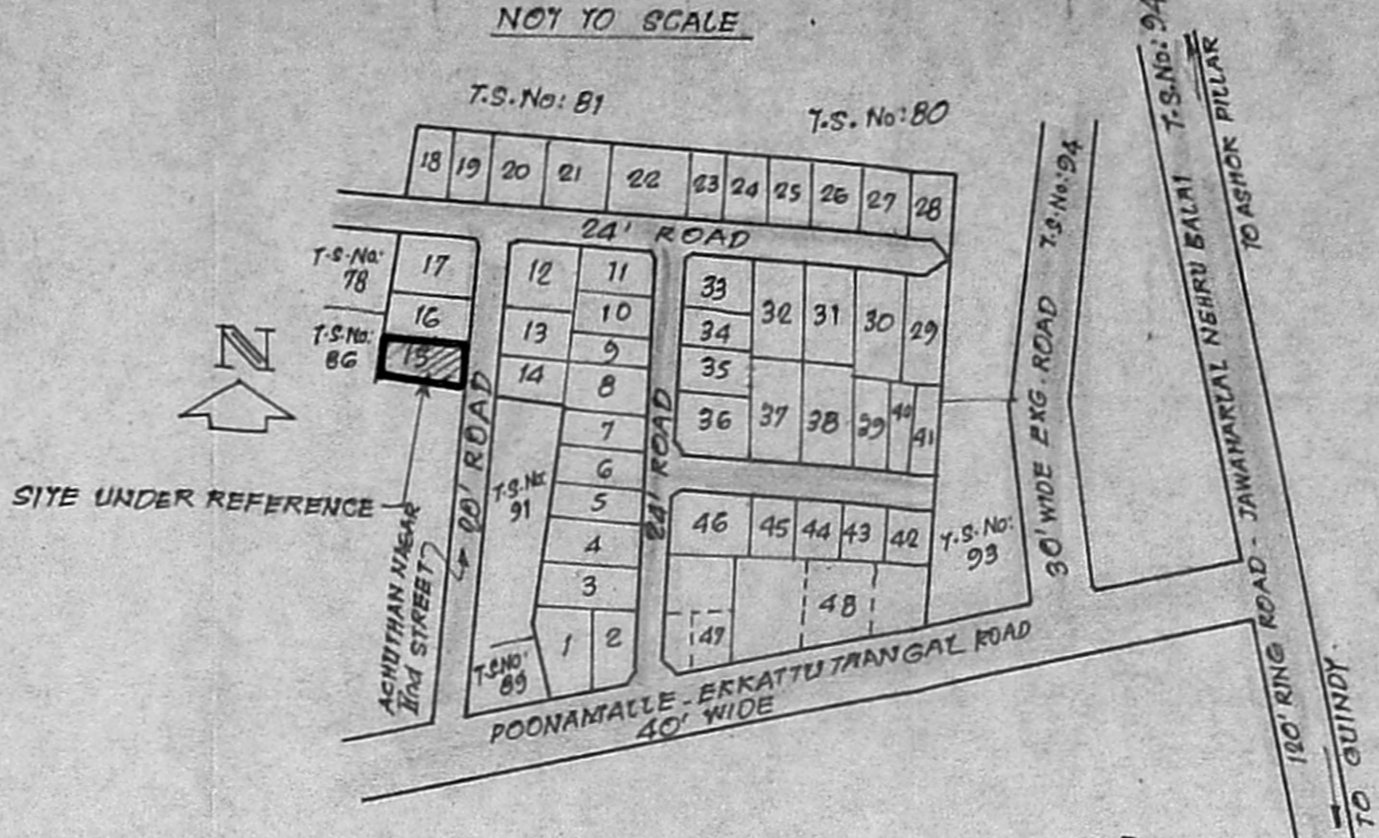 NOT TO SCALE
T.S.No: 81
T.S. No: 80
18 19 20 21 22 23 24 25 26 27 28
24' ROAD
T.S.No: 78
17
16
T.S.No: 86
15
N
SITE UNDER REFERENCE
ACHUTHAN NAGAR
IInd STREET
20' ROAD
12
13
14
T.S.No:
91
T.S.NO:
89
11
10
9
8
7
6
5
4
3
1 2
24' ROAD
33
34
35
36
32 31 30 29
37 38 39 40 41
46 45 44 43 42
47
48
T.S.No:
93
POONAMALLE - EKKATTUTHANGAL ROAD
40' WIDE
30' WIDE EXG. ROAD T.S.No: 94
120' RING ROAD - JAWAHARLAL NEHRU SALAI T.S.No: 94
TO ASHOK PILLAR
TO GUINDY.